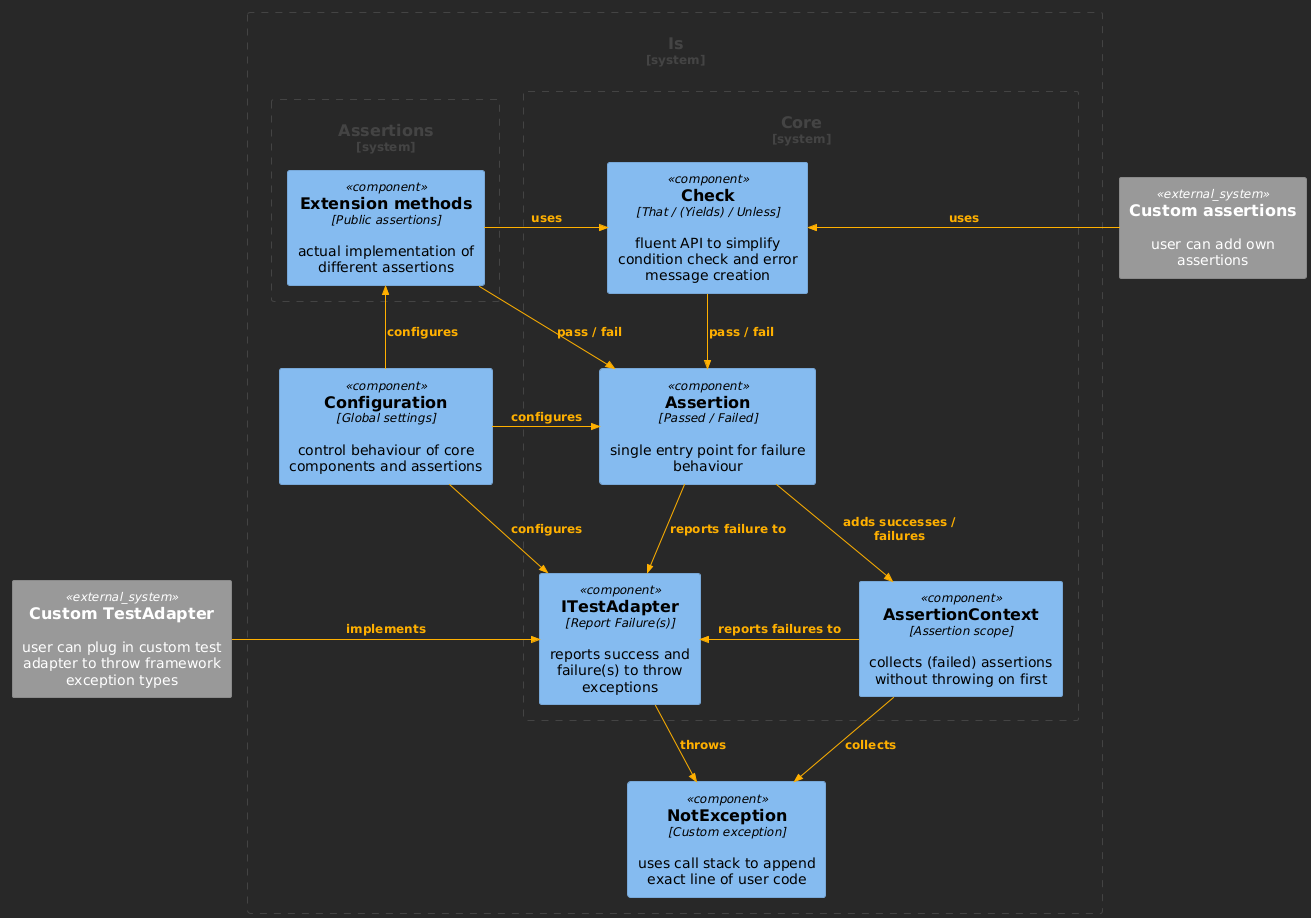 Is
[system]
Assertions
[system]
Core
[system]
«component»
Extension methods
[Public assertions]
actual implementation of
different assertions
uses
«component»
Check
[That / (Yields) / Unless]
fluent API to simplify
condition check and error
message creation
uses
«external_system»
Custom assertions
user can add own
assertions
configures
pass / fail
pass / fail
«component»
Configuration
[Global settings]
control behaviour of core
components and assertions
configures
«component»
Assertion
[Passed / Failed]
single entry point for failure
behaviour
configures
reports failure to
adds successes /
failures
«external_system»
Custom TestAdapter
user can plug in custom test
adapter to throw framework
exception types
implements
«component»
ITestAdapter
[Report Failure(s)]
reports success and
failure(s) to throw
exceptions
reports failures to
«component»
AssertionContext
[Assertion scope]
collects (failed) assertions
without throwing on first
throws
collects
«component»
NotException
[Custom exception]
uses call stack to append
exact line of user code